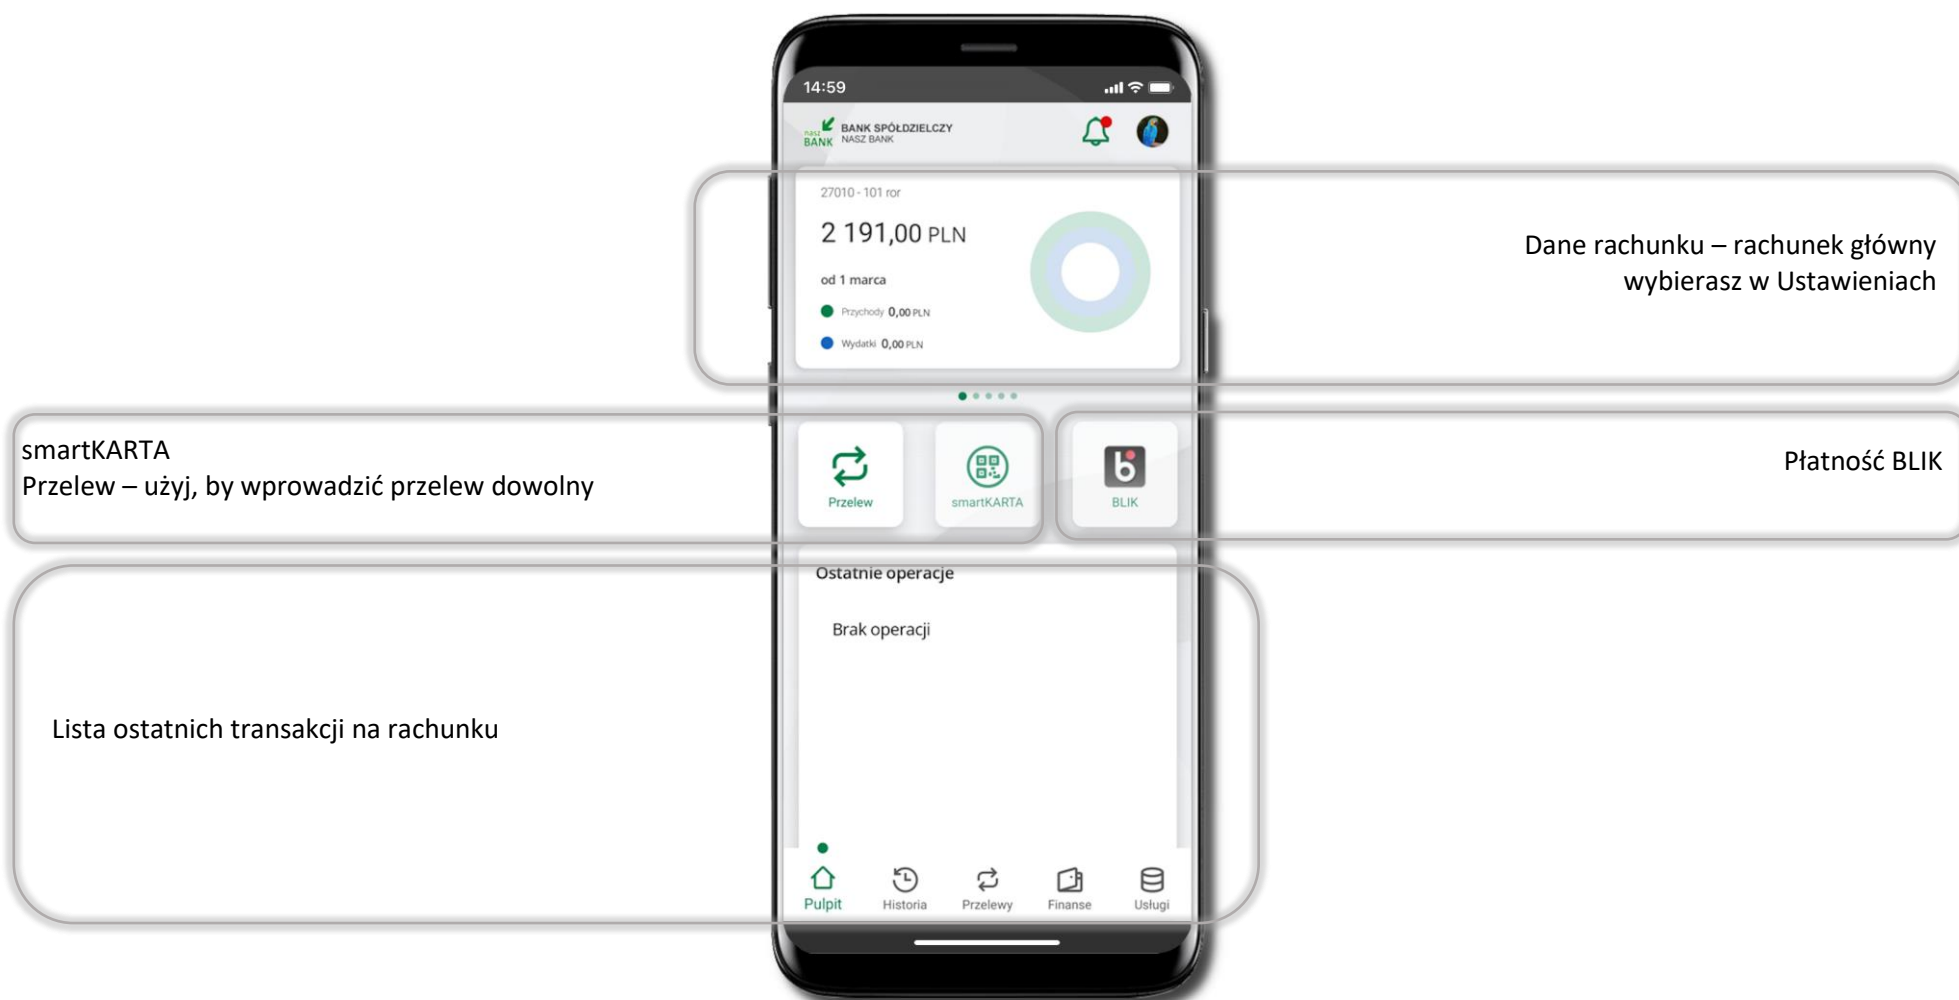 14:59
nasz
BANK
BANK SPÓŁDZIELCZY
NASZ BANK
27010 - 101 ror
2 191,00 PLN
od 1 marca
Przychody 0,00 PLN
Wydatki 0,00 PLN
Dane rachunku – rachunek główny
wybierasz w Ustawieniach
smartKARTA
Przelew – użyj, by wprowadzić przelew dowolny
Przelew
smartKARTA
BLIK
Płatność BLIK
Ostatnie operacje
Brak operacji
Lista ostatnich transakcji na rachunku
Pulpit
Historia
Przelewy
Finanse
Usługi